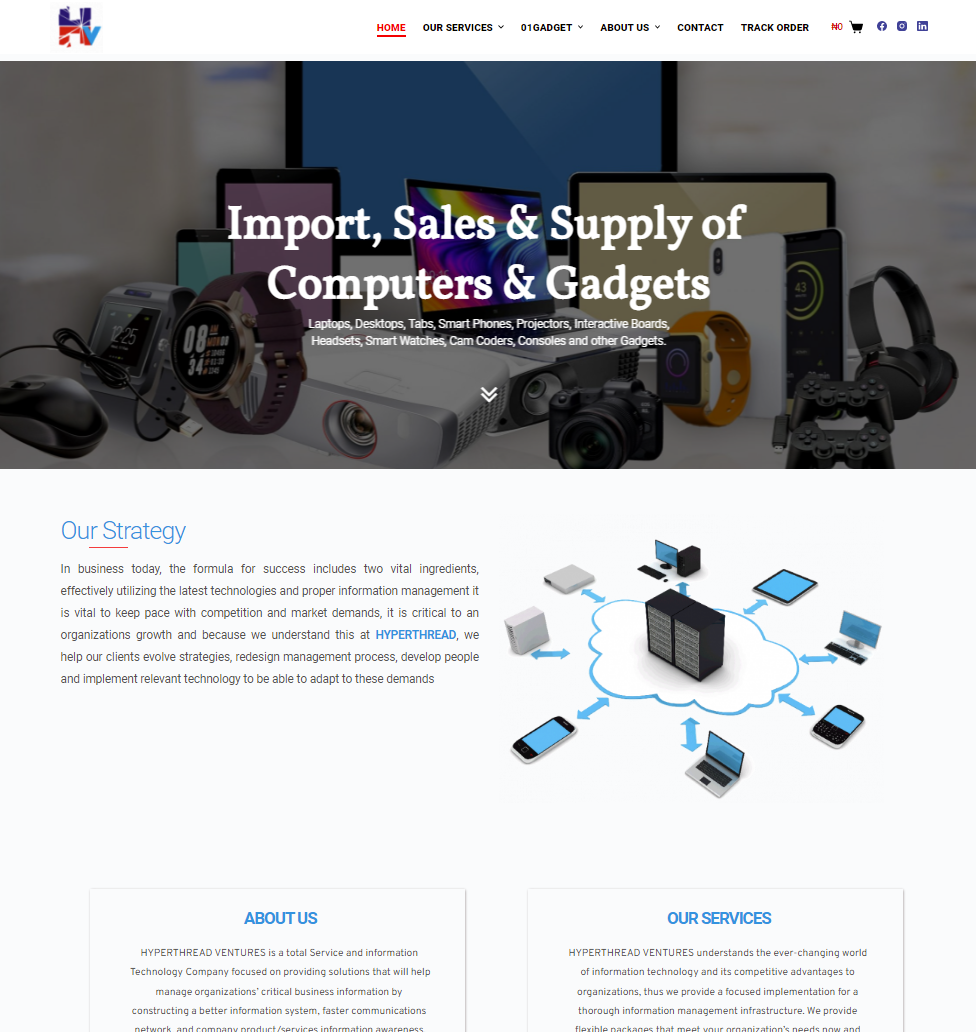 HV
HOME OUR SERVICES 01GADGET ABOUT US CONTACT TRACK ORDER ₦0
Import, Sales & Supply of
Computers & Gadgets
Laptops, Desktops, Tabs, Smart Phones, Projectors, Interactive Boards,
Headsets, Smart Watches, Cam Coders, Consoles and other Gadgets.
12:25
08
34
43
Our Strategy
In business today, the formula for success includes two vital ingredients,
effectively utilizing the latest technologies and proper information management it
is vital to keep pace with competition and market demands, it is critical to an
organizations growth and because we understand this at HYPERTHREAD, we
help our clients evolve strategies, redesign management process, develop people
and implement relevant technology to be able to adapt to these demands
ABOUT US
HYPERTHREAD VENTURES is a total Service and information
Technology Company focused on providing solutions that will help
manage organizations' critical business information by
constructing a better information system, faster communications
network, and company product/services information awareness
OUR SERVICES
HYPERTHREAD VENTURES understands the ever-changing world
of information technology and its competitive advantages to
organizations, thus we provide a focused implementation for a
thorough information management infrastructure. We provide
flexible packages that meet your organization's needs now and